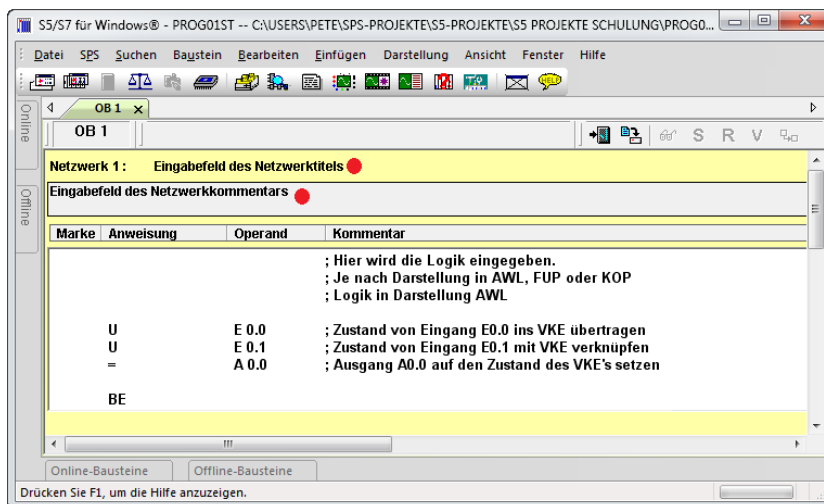 S5/S7 für Windows® - PROG01ST -- C:\USERS\PETE\SPS-PROJEKTE\S5-PROJEKTE\S5 PROJEKTE SCHULUNG\PROG0...
Datei SPS Suchen Baustein Bearbeiten Einfügen Darstellung Ansicht Fenster Hilfe
HELP
Online
Offline
OB 1 x
OB 1
S R V
Netzwerk 1 : Eingabefeld des Netzwerktitels
Eingabefeld des Netzwerkkommentars
Marke Anweisung Operand Kommentar
; Hier wird die Logik eingegeben.
; Je nach Darstellung in AWL, FUP oder KOP
; Logik in Darstellung AWL
U E 0.0 ; Zustand von Eingang E0.0 ins VKE übertragen
U E 0.1 ; Zustand von Eingang E0.1 mit VKE verknüpfen
= A 0.0 ; Ausgang A0.0 auf den Zustand des VKE's setzen
BE
Online-Bausteine Offline-Bausteine
Drücken Sie F1, um die Hilfe anzuzeigen.